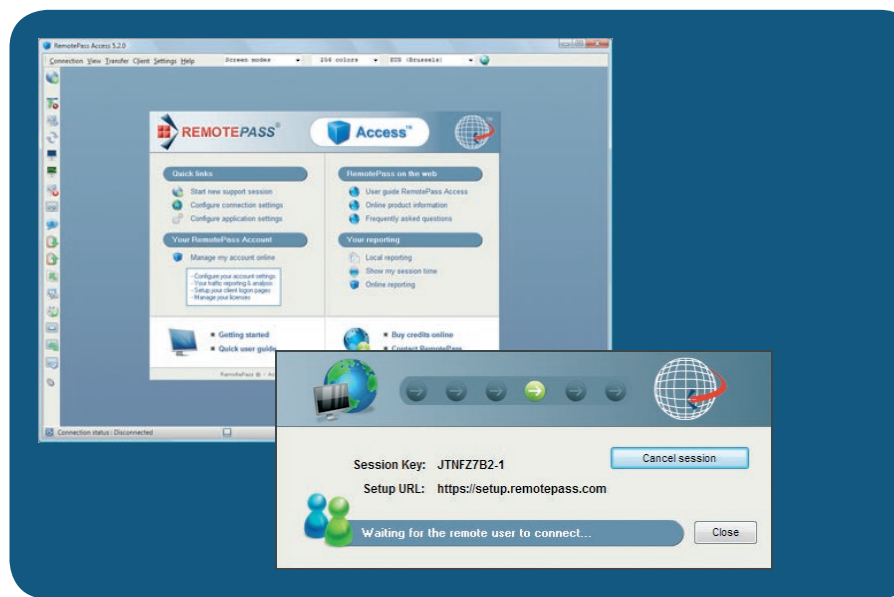 RemotePass Access 5.2.0
Connection View Transfer Client Settings Help Screen modes 256 colors EU5 (Brussels)
REMOTEPASS® Access™
Quick links
Start new support session
Configure connection settings
Configure application settings
Your RemotePass Account
Manage my account online
- Configure your account settings
- Your traffic reporting & analysis
- Setup your client logon pages
- Manage your licenses
RemotePass on the web
User guide RemotePass Access
Online product information
Frequently asked questions
Your reporting
Local reporting
Show my session time
Online reporting
Getting started
Quick user guide
Buy credits online
Contact RemotePass
RemotePass ® - Ac
Connection status : Disconnected
Session Key: JTNFZ7B2-1
Cancel session
Setup URL: https://setup.remotepass.com
Waiting for the remote user to connect...
Close